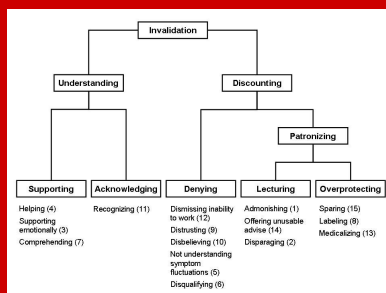 Invalidation
Understanding
Discounting
Patronizing
Supporting
Acknowledging
Denying
Lecturing
Overprotecting
Helping (4)
Supporting
emotionally (3)
Comprehending (7)
Recognizing (11)
Dismissing inability
to work (12)
Distrusting (9)
Disbelieving (10)
Not understanding
symptom
fluctuations (5)
Disqualifying (6)
Admonishing (1)
Offering unusable
advise (14)
Disparaging (2)
Sparing (15)
Labeling (8)
Medicalizing (13)